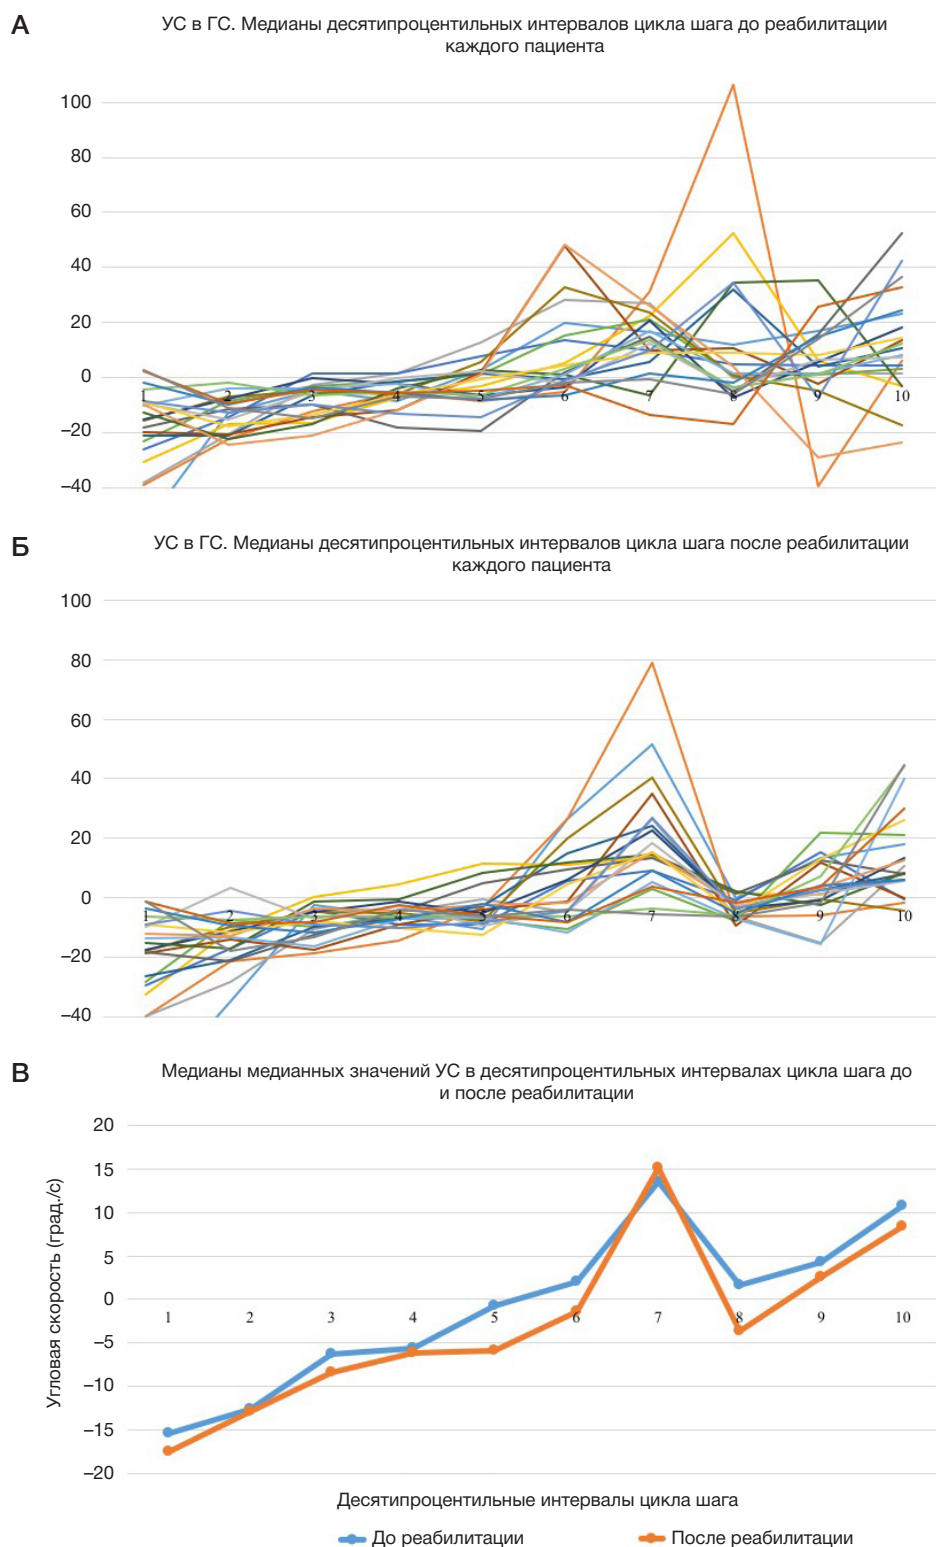 А
УС в ГС. Медианы десятипроцентильных интервалов цикла шага до реабилитации
каждого пациента
100
80
60
40
20
0
–20
–40
1 2 3 4 5 6 7 8 9 10
Б
УС в ГС. Медианы десятипроцентильных интервалов цикла шага после реабилитации
каждого пациента
100
80
60
40
20
0
–20
–40
1 2 3 4 5 6 7 8 9 10
В
Медианы медианных значений УС в десятипроцентильных интервалах цикла шага до
и после реабилитации
Угловая скорость (град./с)
20
15
10
5
0
–5
–10
–15
–20
1 2 3 4 5 6 7 8 9 10
Десятипроцентильные интервалы цикла шага
До реабилитации После реабилитации